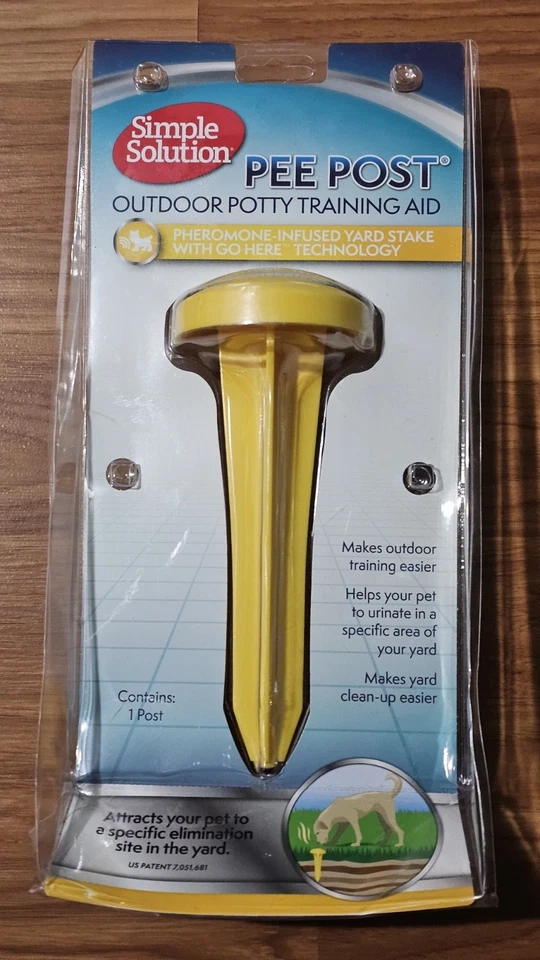 Simple
Solution®
PEE POST®
OUTDOOR POTTY TRAINING AID
PHEROMONE-INFUSED YARD STAKE
WITH GO HERE™ TECHNOLOGY
Makes outdoor
training easier
Helps your pet
to urinate in a
specific area of
your yard
Makes yard
clean-up easier
Contains:
1 Post
Attracts your pet to
a specific elimination
site in the yard.
US PATENT 7,051,681